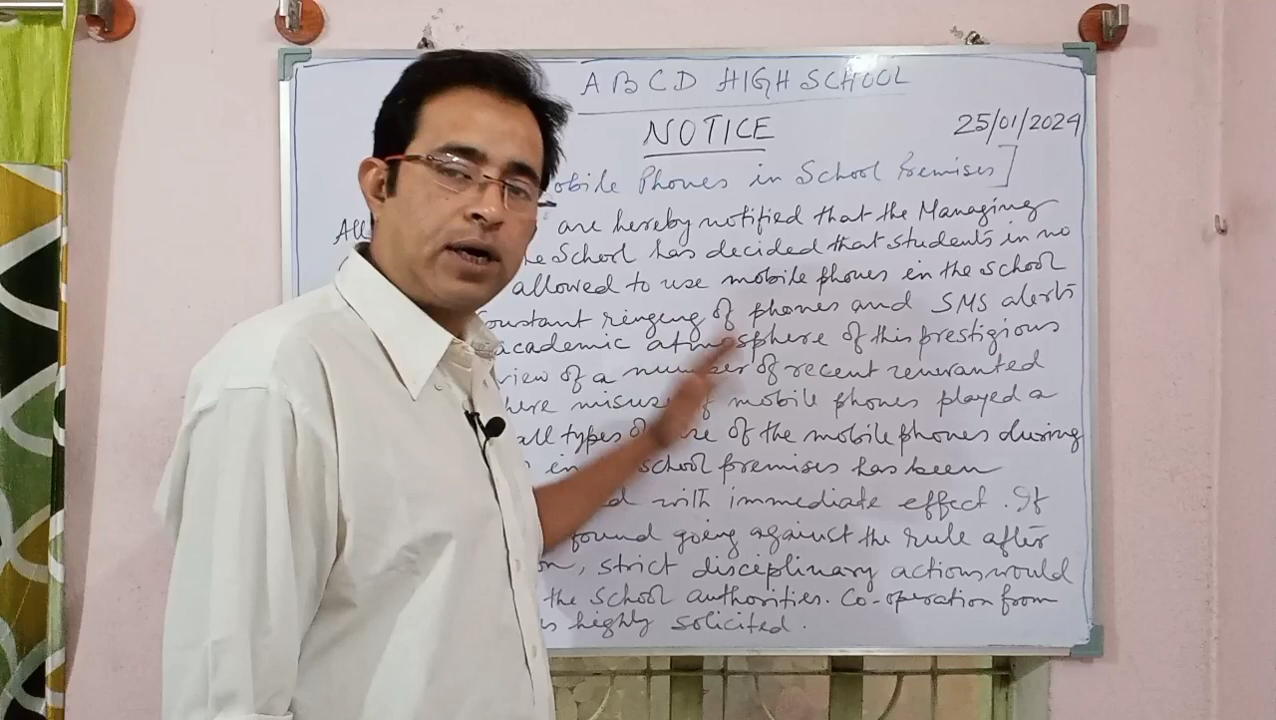 ABCD HIGH SCHOOL
NOTICE
25/01/2024
obile Phones in School Premises]
All are hereby notified that the Managing
he School has decided that students in no
allowed to use mobile phones in the school
Constant ringing of phones and SMS alerts
academic atmosphere of this prestigious
view of a number of recent unwanted
here misuse of mobile phones played a
all types of use of the mobile phones during
in school premises has been
d with immediate effect. If
found going against the rule after
on, strict disciplinary actions would
the School authorities. Co-operation from
is highly solicited.